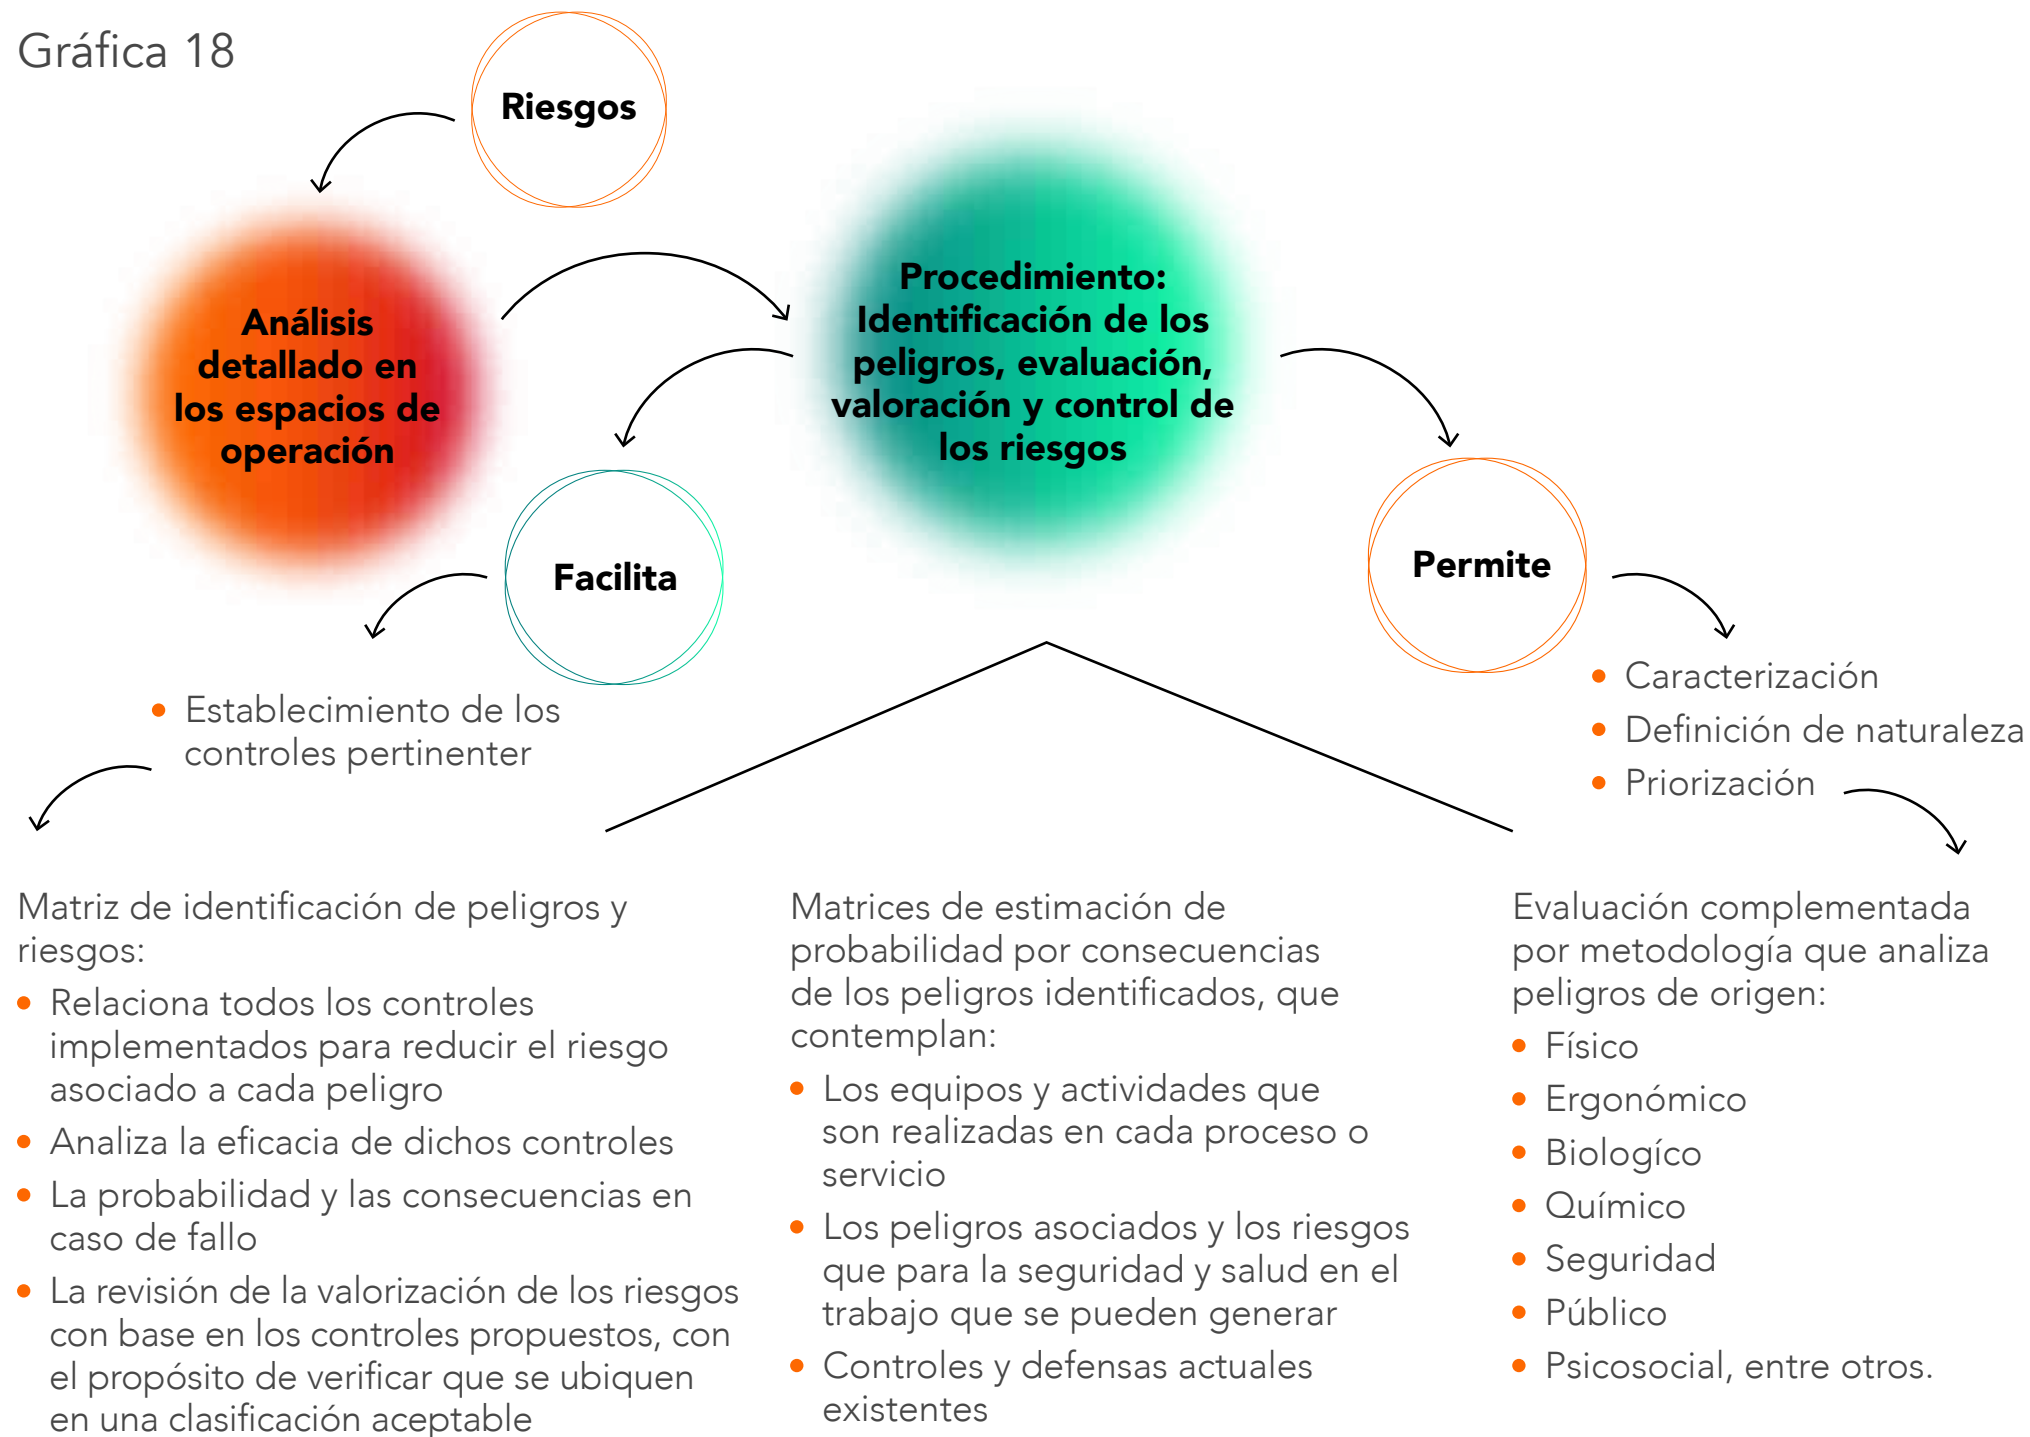 Gráfica 18
Riesgos
Análisis
detallado en
los espacios de
operación
Procedimiento:
Identificación de los
peligros, evaluación,
valoración y control de
los riesgos
Facilita
Permite
Establecimiento de los
controles pertinenter
Caracterización
Definición de naturaleza
Priorización
Matriz de identificación de peligros y
riesgos:
Relaciona todos los controles
implementados para reducir el riesgo
asociado a cada peligro
Analiza la eficacia de dichos controles
La probabilidad y las consecuencias en
caso de fallo
La revisión de la valorización de los riesgos
con base en los controles propuestos, con
el propósito de verificar que se ubiquen
en una clasificación aceptable
Matrices de estimación de
probabilidad por consecuencias
de los peligros identificados, que
contemplan:
Los equipos y actividades que
son realizadas en cada proceso o
servicio
Los peligros asociados y los riesgos
que para la seguridad y salud en el
trabajo que se pueden generar
Controles y defensas actuales
existentes
Evaluación complementada
por metodología que analiza
peligros de origen:
Físico
Ergonómico
Biologíco
Químico
Seguridad
Público
Psicosocial, entre otros.